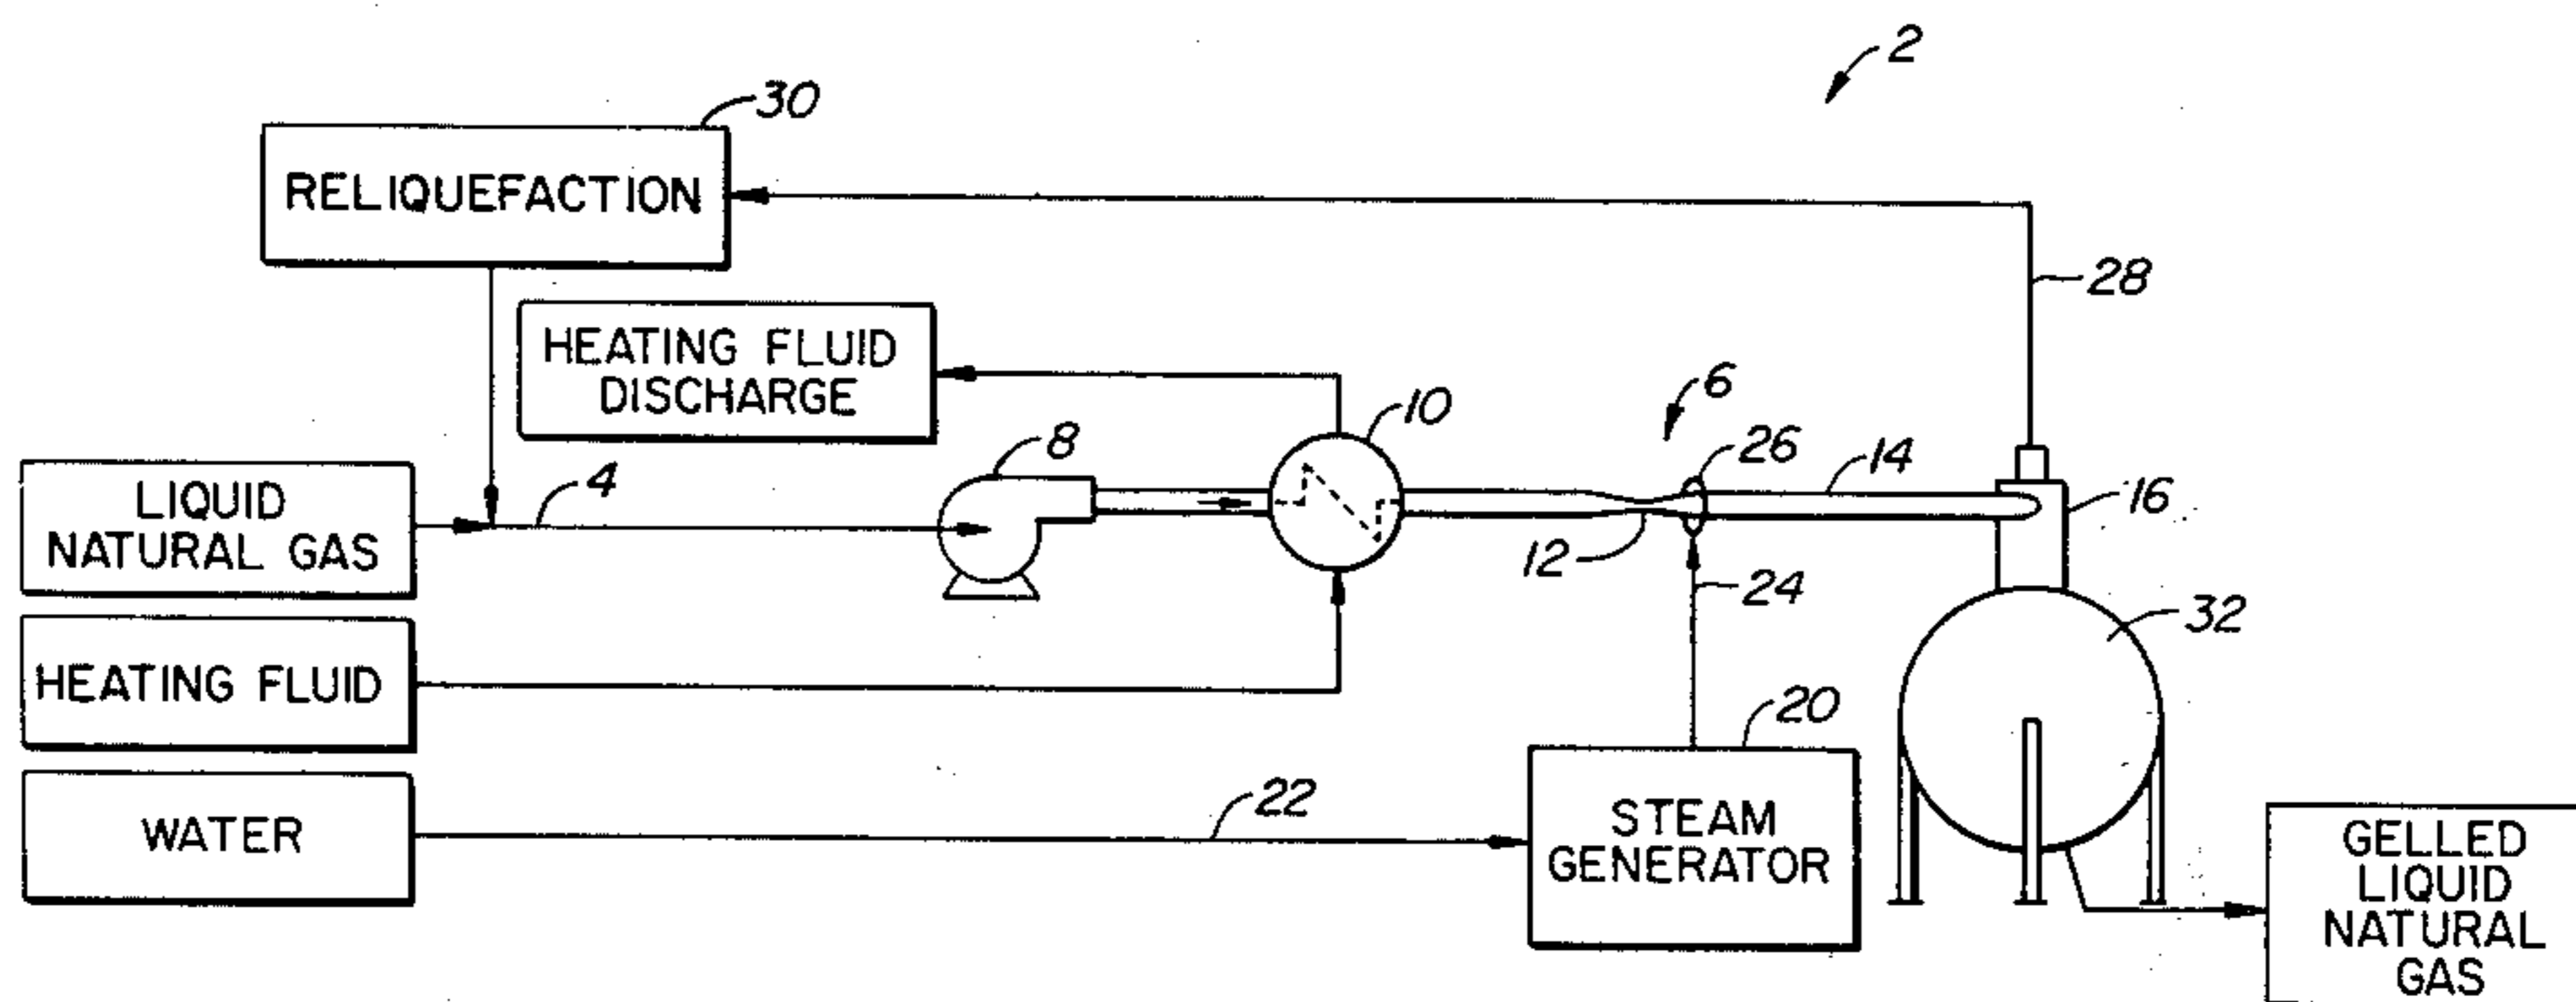 2
30
RELIQUEFACTION
28
HEATING FLUID
DISCHARGE
6
10
8
26
14
16
4
LIQUID
NATURAL GAS
12
24
32
HEATING FLUID
20
22
WATER
STEAM
GENERATOR
GELLED
LIQUID
NATURAL
GAS